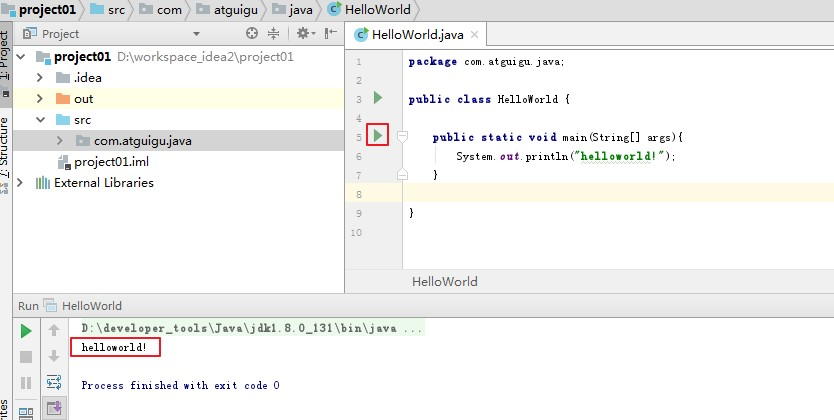 project01 src com atguigu java HelloWorld
1: Project
Project
project01 D:\workspace_idea2\project01
.idea
out
src
com.atguigu.java
project01.iml
External Libraries
7: Structure
HelloWorld.java
1 package com.atguigu.java;
2
3 public class HelloWorld {
4
5 public static void main(String[] args){
6 System.out.println("helloworld!");
7 }
8
9 }
10
HelloWorld
Run HelloWorld
D:\developer_tools\Java\jdk1.8.0_131\bin\java ...
helloworld!
Process finished with exit code 0